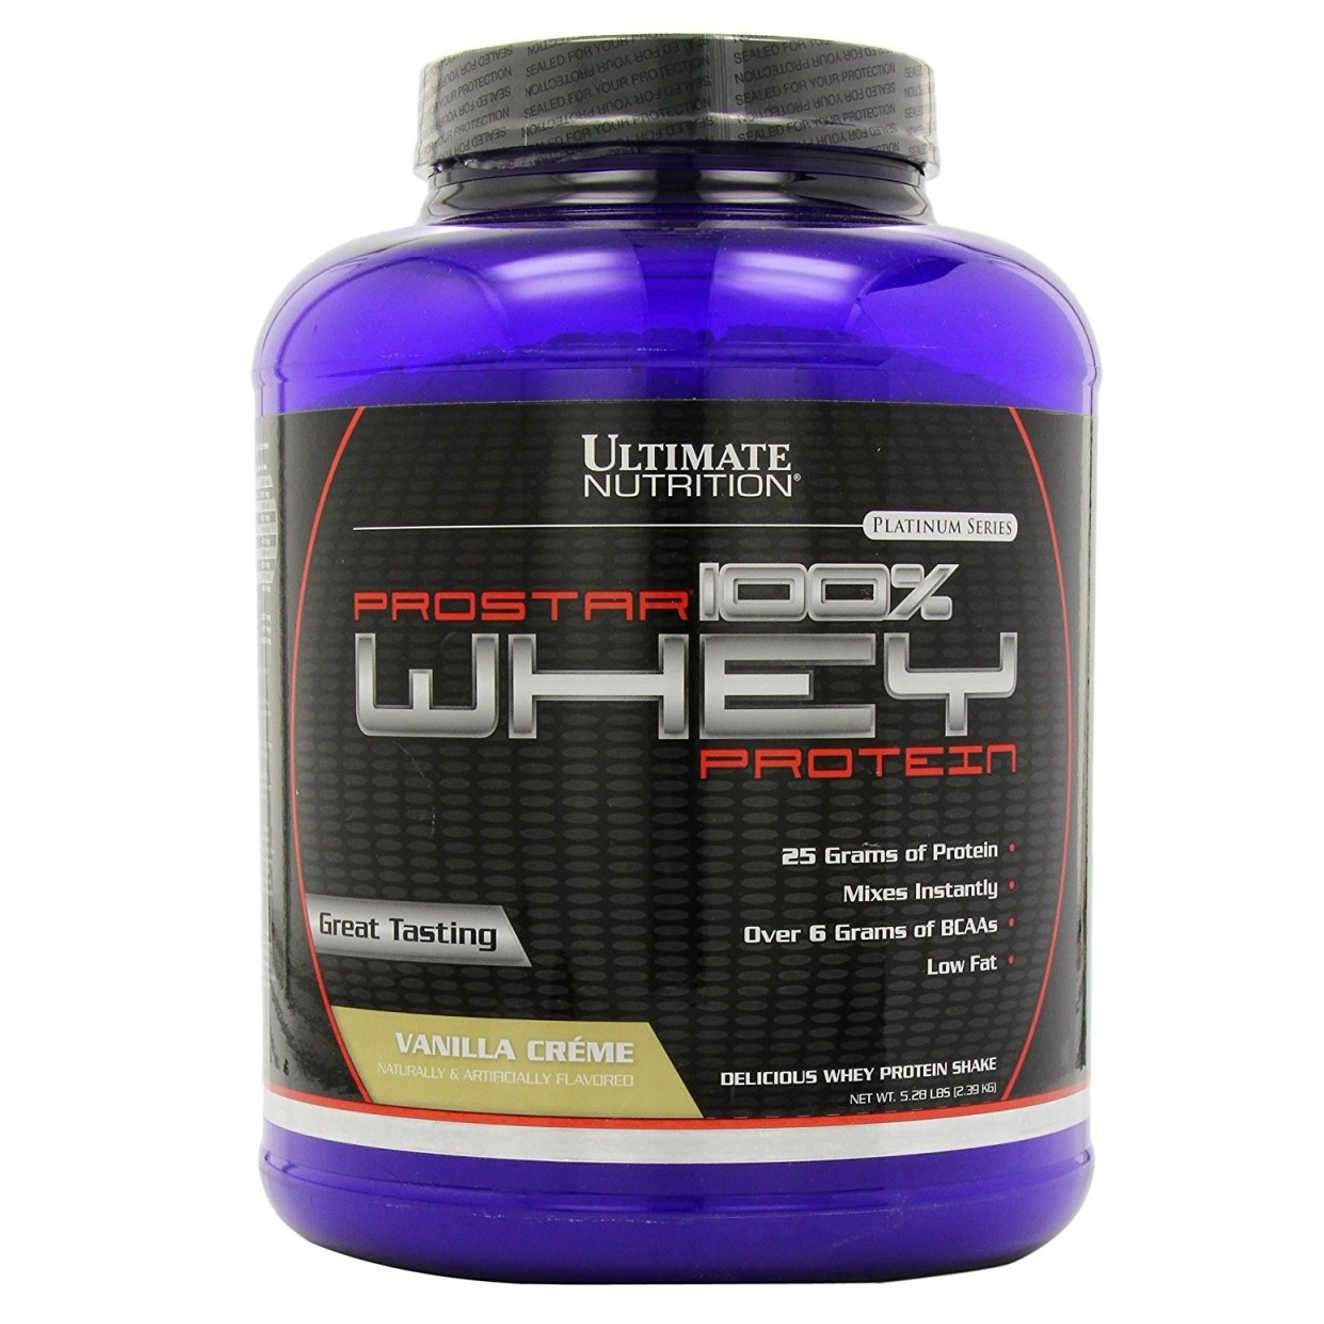 SEALED FOR YOUR PROTECTION
ULTIMATE
NUTRITION®
PLATINUM SERIES
PROSTAR® 100%
WHEY
PROTEIN
25 Grams of Protein •
Mixes Instantly •
Over 6 Grams of BCAAs •
Low Fat •
Great Tasting
VANILLA CRÉME
NATURALLY & ARTIFICIALLY FLAVORED
DELICIOUS WHEY PROTEIN SHAKE
NET WT. 5.28 LBS (2.39 KG)